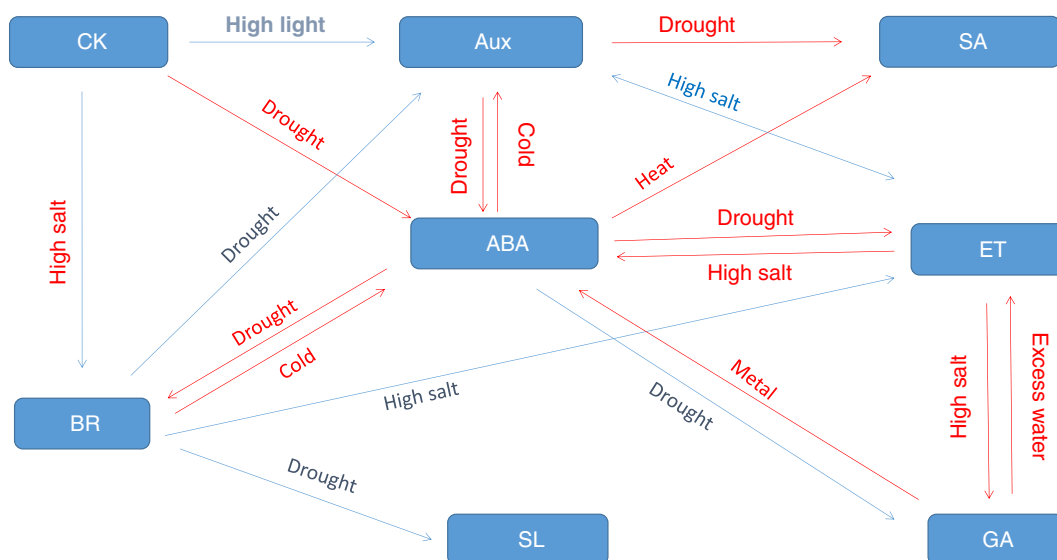 CK
High light
Aux
Drought
SA
High salt
Drought
Drought
Cold
Heat
High salt
Drought
ABA
Drought
ET
High salt
Drought
Cold
Metal
Drought
High salt
High salt
Excess water
BR
Drought
SL
GA